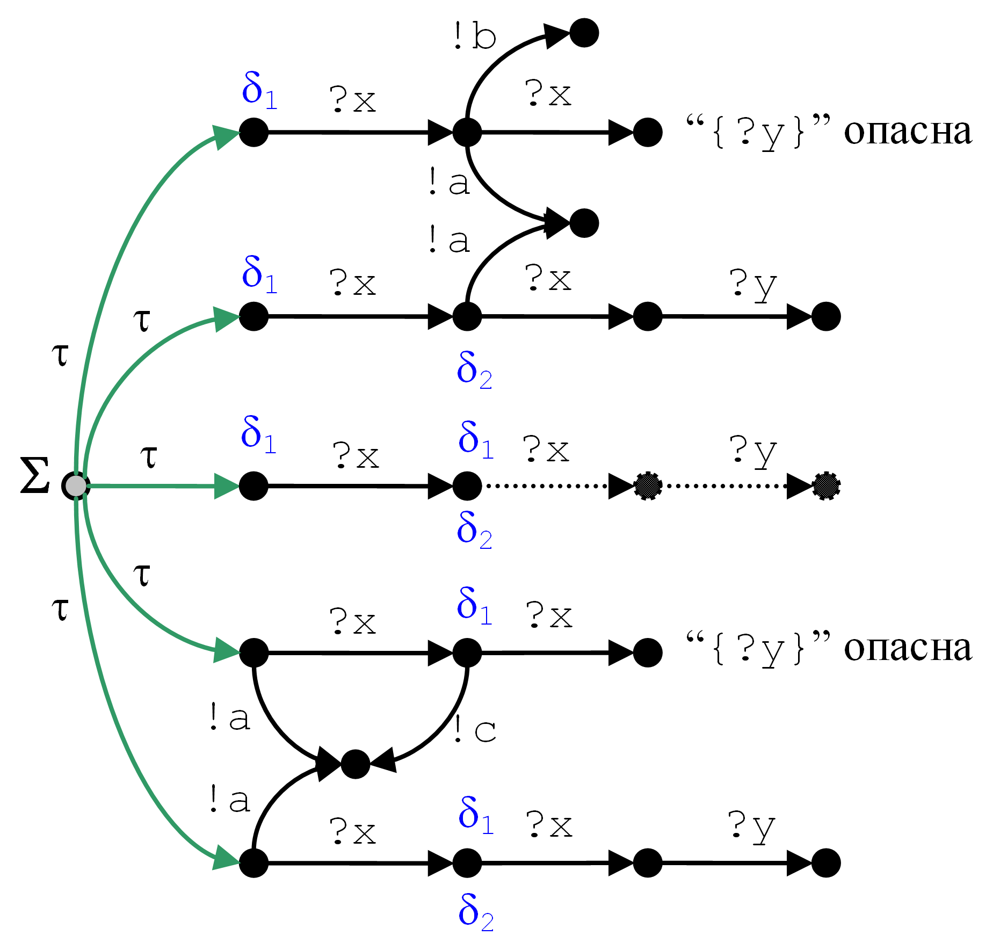 !b
δ₁ ?x ?x
“{?y}” опасна
!a
!a
δ₁ ?x ?x ?y
τ
τ
δ₂
δ₁ δ₁
τ ?x ?x ?y
Σ
δ₂
τ
τ
δ₁
?x ?x
“{?y}” опасна
!a !c
!a
δ₁
?x ?x ?y
δ₂